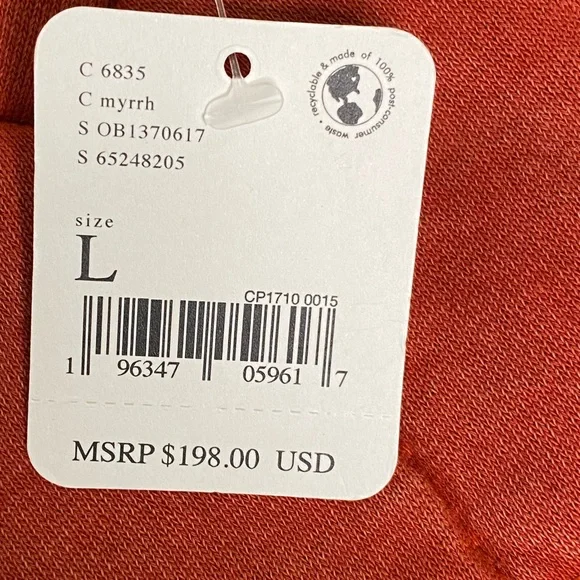 C 6835
C myrrh
S OB1370617
S 65248205
recyclable & made of 100% post-consumer waste •
size
L
CP1710 0015
1 96347 05961 7
MSRP $198.00 USD